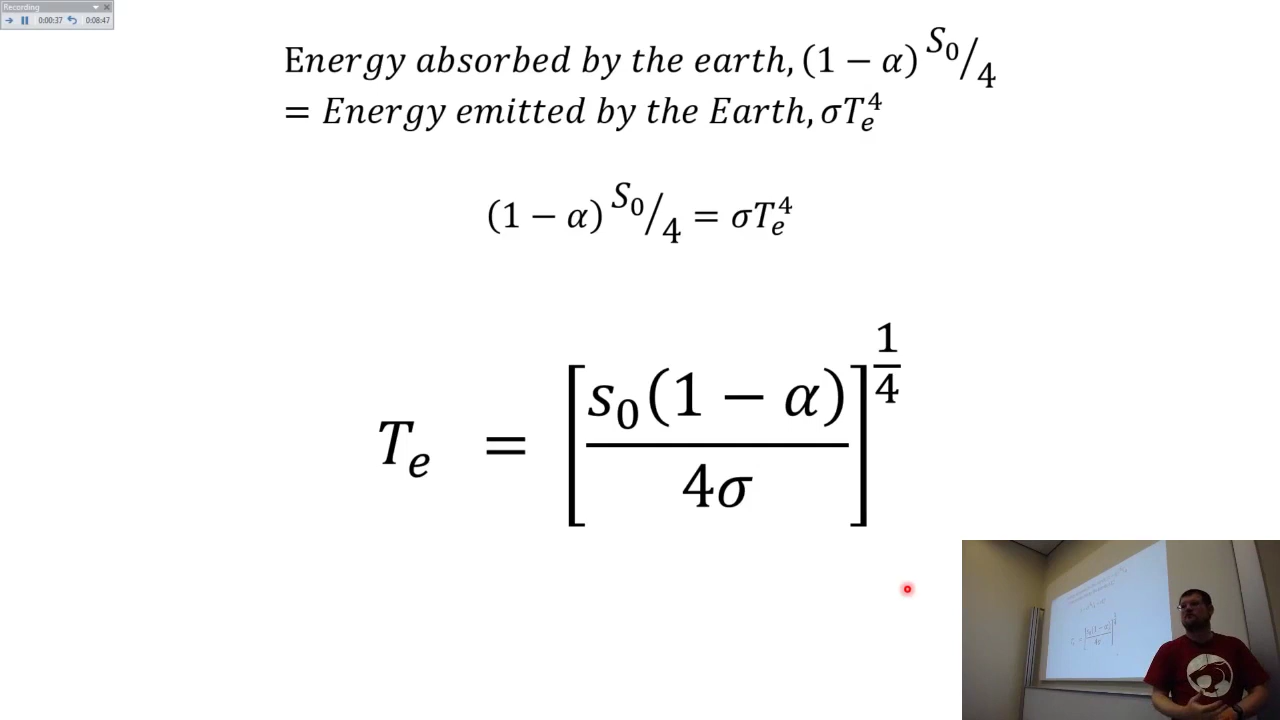 Recording
0:00:37
0:08:47
Energy absorbed by the earth, (1 − α) S₀/4
= Energy emitted by the Earth, σTₑ⁴
(1 − α) S₀/4 = σTₑ⁴
Tₑ = [s₀(1 − α) / 4σ]^(1/4)